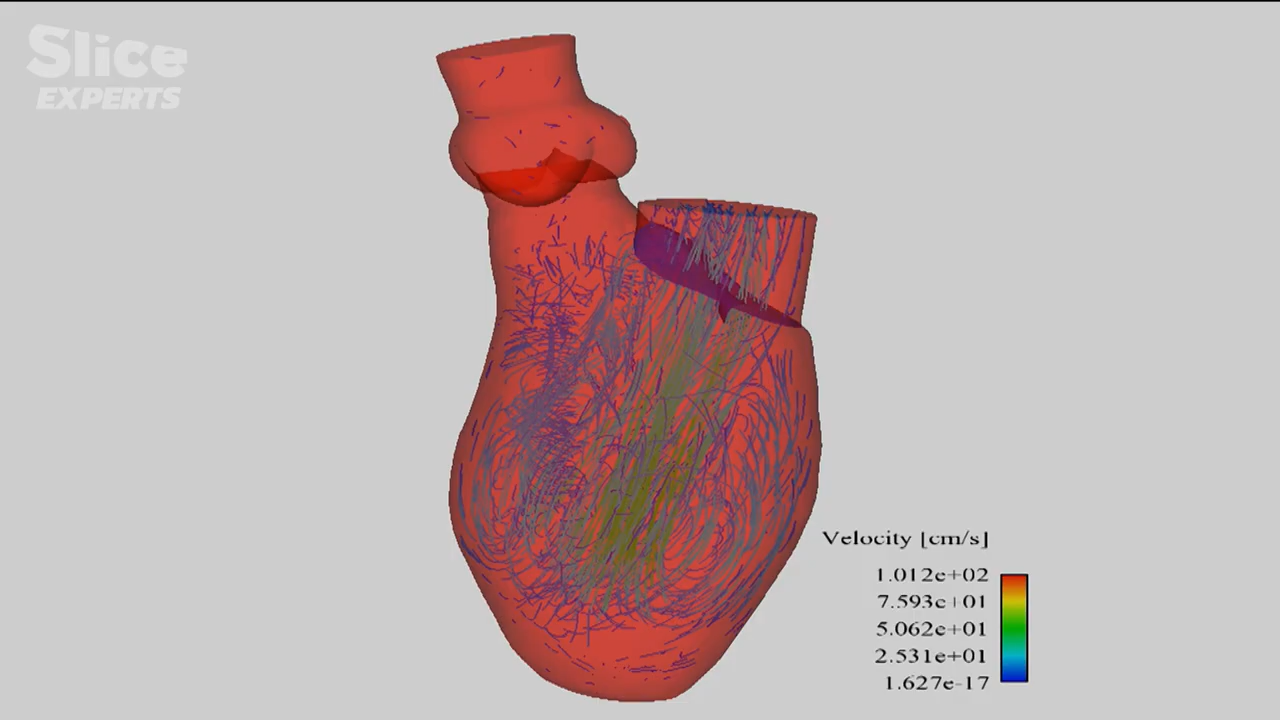 Slice
EXPERTS
Velocity [cm/s]
1.012e+02
7.593e+01
5.062e+01
2.531e+01
1.627e-17